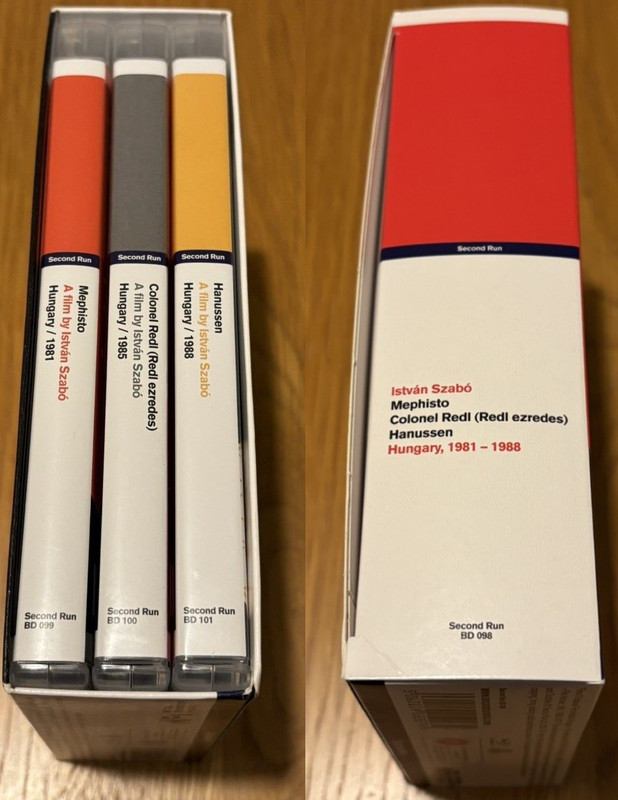 Second Run
Mephisto
A film by István Szabó
Hungary / 1981
Second Run
BD 099
Second Run
Colonel Redl (Redl ezredes)
A film by István Szabó
Hungary / 1985
Second Run
BD 100
Second Run
Hanussen
A film by István Szabó
Hungary / 1988
Second Run
BD 101
Second Run
István Szabó
Mephisto
Colonel Redl (Redl ezredes)
Hanussen
Hungary, 1981 – 1988
Second Run
BD 098